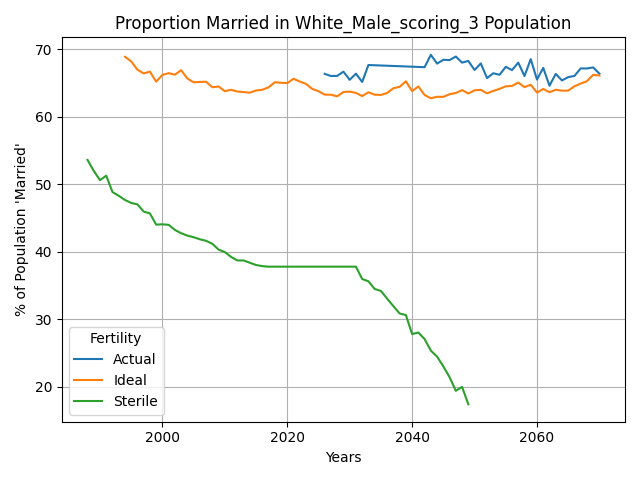 Proportion Married in White_Male_scoring_3 Population
% of Population 'Married'
70
60
50
40
30
20
Fertility
Actual
Ideal
Sterile
2000
2020
2040
2060
Years